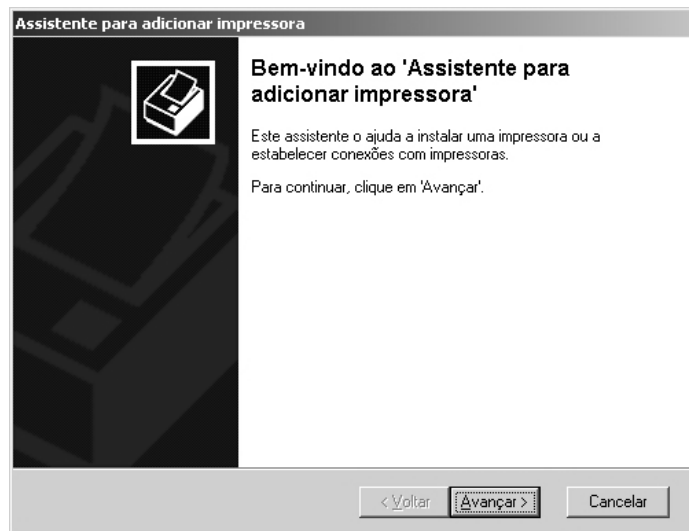 Assistente para adicionar impressora
Bem-vindo ao 'Assistente para
adicionar impressora'
Este assistente o ajuda a instalar uma impressora ou a
estabelecer conexões com impressoras.
Para continuar, clique em 'Avançar'.
< Voltar
Avançar >
Cancelar